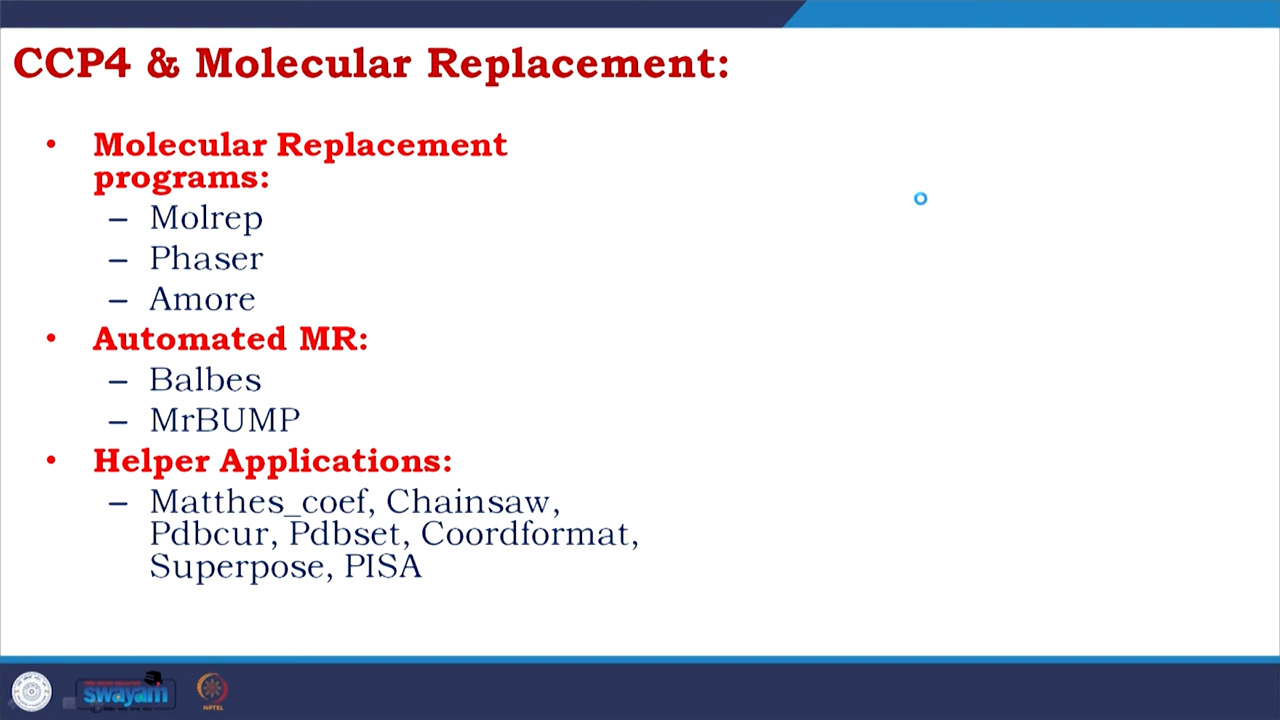 CCP4 & Molecular Replacement:
• Molecular Replacement
programs:
– Molrep
– Phaser
– Amore
• Automated MR:
– Balbes
– MrBUMP
• Helper Applications:
– Matthes_coef, Chainsaw,
Pdbcur, Pdbset, Coordformat,
Superpose, PISA
swayam
NPTEL